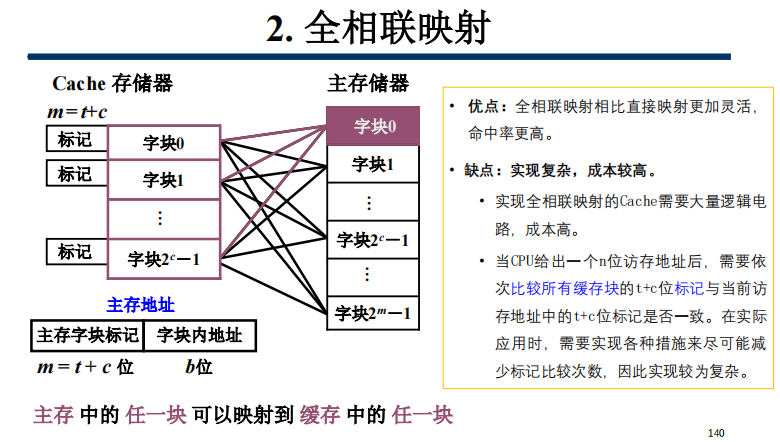 2. 全相联映射
Cache 存储器
m = t+c
标记
字块0
标记
字块1
⋮
标记
字块2ᶜ－1
主存储器
字块0
字块1
⋮
字块2ᶜ－1
⋮
字块2ᵐ－1
主存地址
主存字块标记
字块内地址
m = t + c 位
b位
• 优点：全相联映射相比直接映射更加灵活，
命中率更高。
• 缺点：实现复杂，成本较高。
• 实现全相联映射的Cache需要大量逻辑电
路，成本高。
• 当CPU给出一个n位访存地址后，需要依
次比较所有缓存块的t+c位标记与当前访
存地址中的t+c位标记是否一致。在实际
应用时，需要实现各种措施来尽可能减
少标记比较次数，因此实现较为复杂。
主存 中的 任一块 可以映射到 缓存 中的 任一块
140